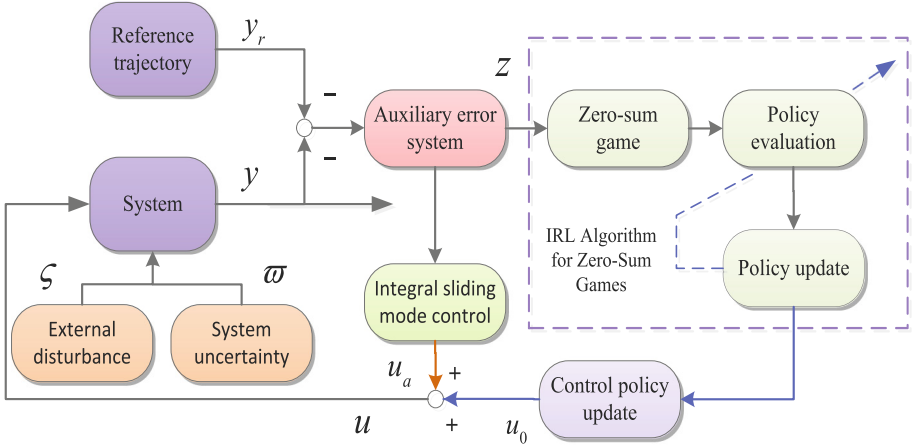 Reference
trajectory
y_r
–
–
z
Auxiliary error
system
Zero-sum
game
Policy
evaluation
System
y
IRL Algorithm
for Zero-Sum
Games
Policy update
ς
ϖ
External
disturbance
System
uncertainty
Integral sliding
mode control
u_a
+
u
+
u_0
Control policy
update